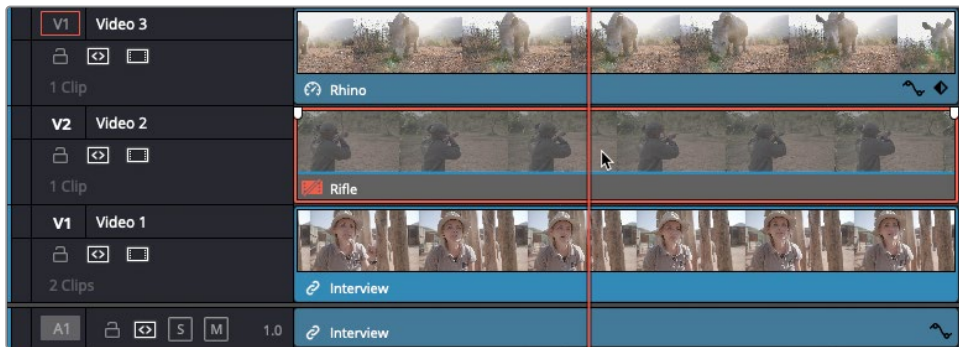 V1 Video 3
1 Clip
Rhino
V2 Video 2
1 Clip
Rifle
V1 Video 1
2 Clips
Interview
A1 S M 1.0 Interview